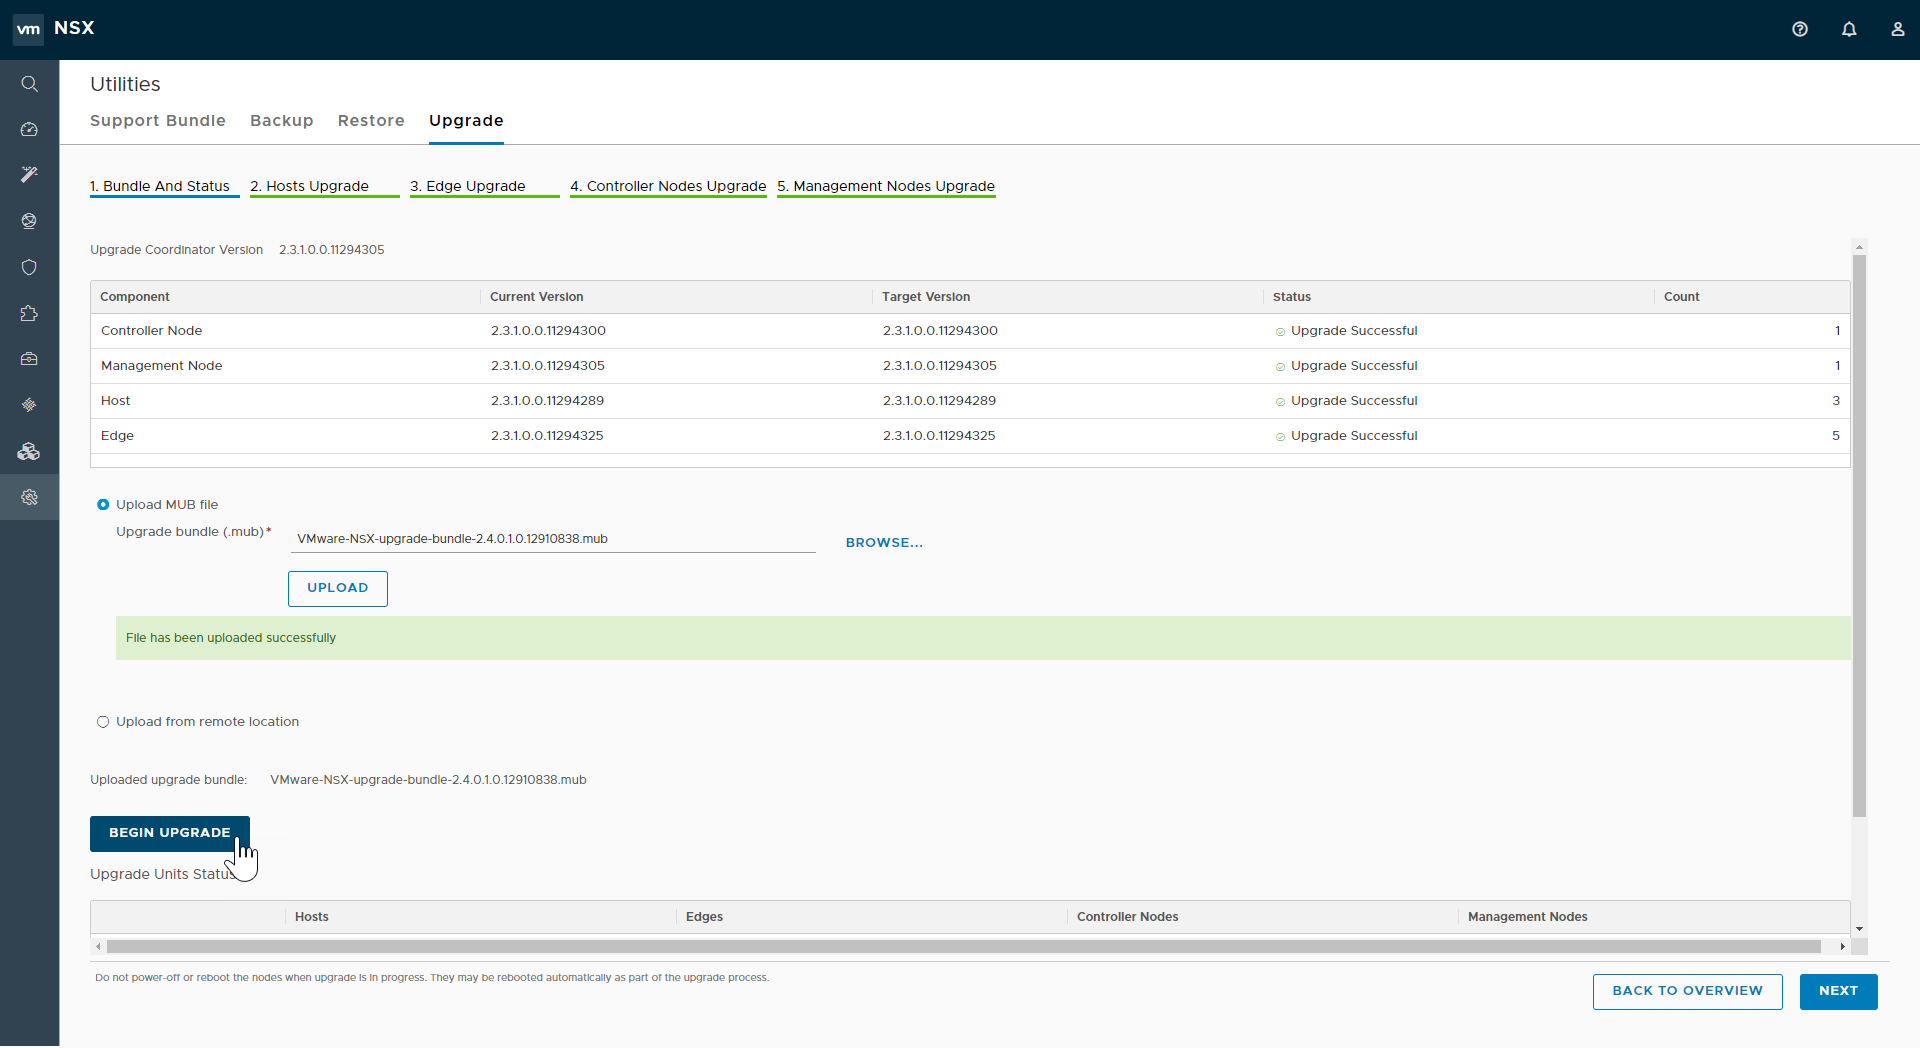 vm NSX
Utilities
Support Bundle Backup Restore Upgrade
1. Bundle And Status 2. Hosts Upgrade 3. Edge Upgrade 4. Controller Nodes Upgrade 5. Management Nodes Upgrade
Upgrade Coordinator Version 2.3.1.0.0.11294305
Component Current Version Target Version Status Count
Controller Node 2.3.1.0.0.11294300 2.3.1.0.0.11294300 Upgrade Successful 1
Management Node 2.3.1.0.0.11294305 2.3.1.0.0.11294305 Upgrade Successful 1
Host 2.3.1.0.0.11294289 2.3.1.0.0.11294289 Upgrade Successful 3
Edge 2.3.1.0.0.11294325 2.3.1.0.0.11294325 Upgrade Successful 5
Upload MUB file
Upgrade bundle (.mub)* VMware-NSX-upgrade-bundle-2.4.0.1.0.12910838.mub BROWSE...
UPLOAD
File has been uploaded successfully
Upload from remote location
Uploaded upgrade bundle: VMware-NSX-upgrade-bundle-2.4.0.1.0.12910838.mub
BEGIN UPGRADE
Upgrade Units Status
Hosts Edges Controller Nodes Management Nodes
Do not power-off or reboot the nodes when upgrade is in progress. They may be rebooted automatically as part of the upgrade process.
BACK TO OVERVIEW NEXT